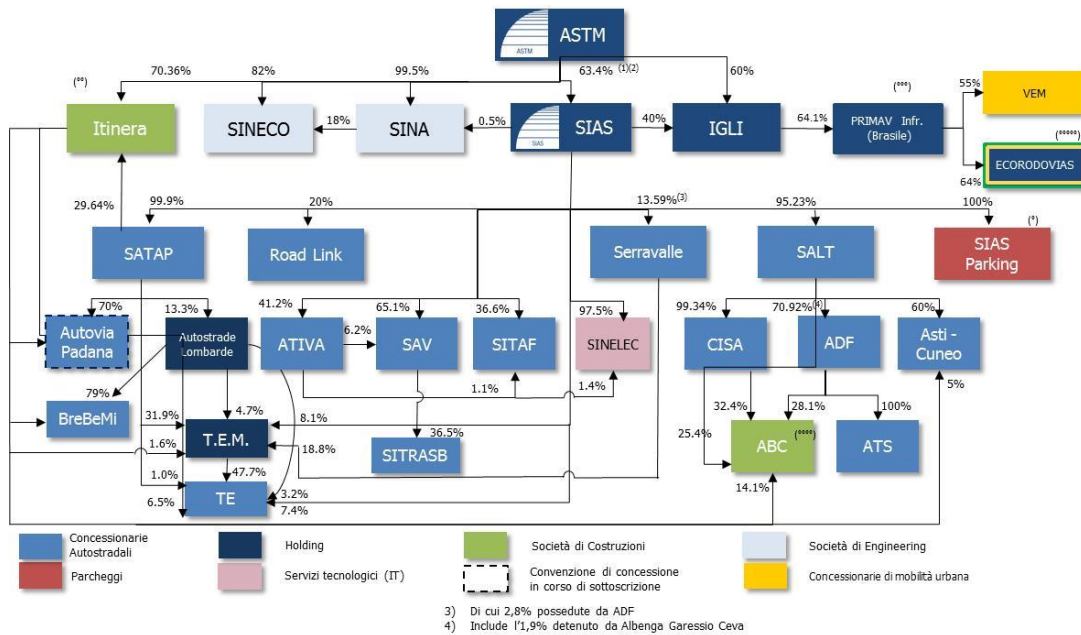 ASTM
ASTM
70.36%
82%
99.5%
63.4% (1)(2)
60%
(°°)
(°°°)
55%
VEM
Itinera
SINECO
18%
SINA
0.5%
SIAS
SIAS
40%
IGLI
64.1%
PRIMAV Infr.
(Brasile)
(°°°°°)
ECORODOVIAS
64%
29.64%
99.9%
20%
13.59%(3)
95.23%
100%
(°)
SATAP
Road Link
Serravalle
SALT
SIAS
Parking
70%
13.3%
41.2%
65.1%
36.6%
97.5%
99.34%
70.92%(4)
60%
Autovia
Padana
Autostrade
Lombarde
ATIVA
6.2%
SAV
SITAF
SINELEC
CISA
ADF
Asti -
Cuneo
79%
1.1%
1.4%
5%
BreBeMi
31.9%
4.7%
8.1%
32.4%
28.1%
100%
T.E.M.
36.5%
1.6%
18.8%
SITRASB
25.4%
ABC
(°°°°)
ATS
1.0%
47.7%
TE
3.2%
6.5%
7.4%
14.1%
Concessionarie
Autostradali
Holding
Società di Costruzioni
Società di Engineering
Parcheggi
Servizi tecnologici (IT)
Convenzione di concessione
in corso di sottoscrizione
Concessionarie di mobilità urbana
3) Di cui 2,8% possedute da ADF
4) Include l'1,9% detenuto da Albenga Garessio Ceva